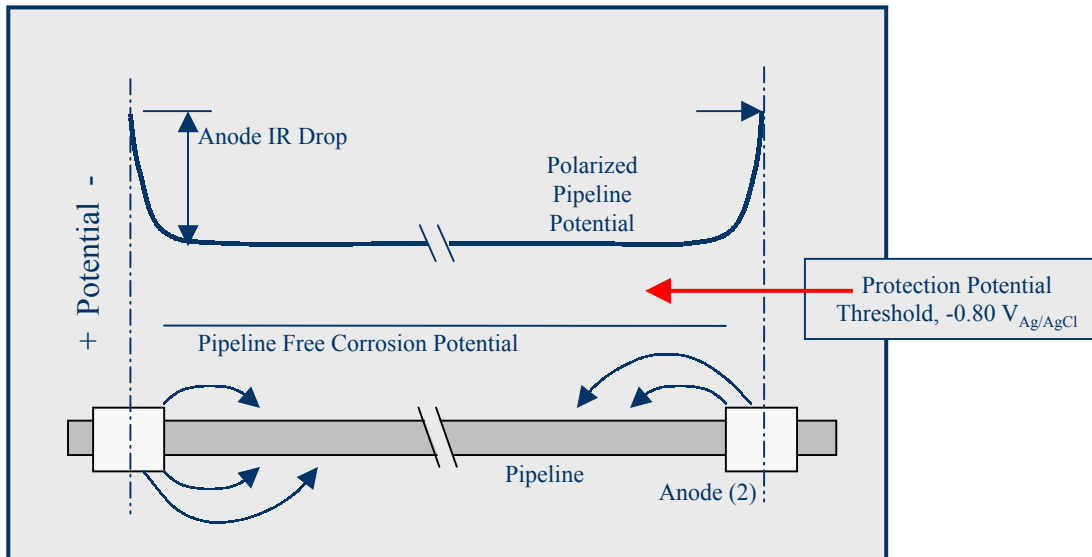 Anode IR Drop
Polarized
Pipeline
Potential
+ Potential -
Protection Potential
Threshold, -0.80 V Ag/AgCl
Pipeline Free Corrosion Potential
Pipeline
Anode (2)